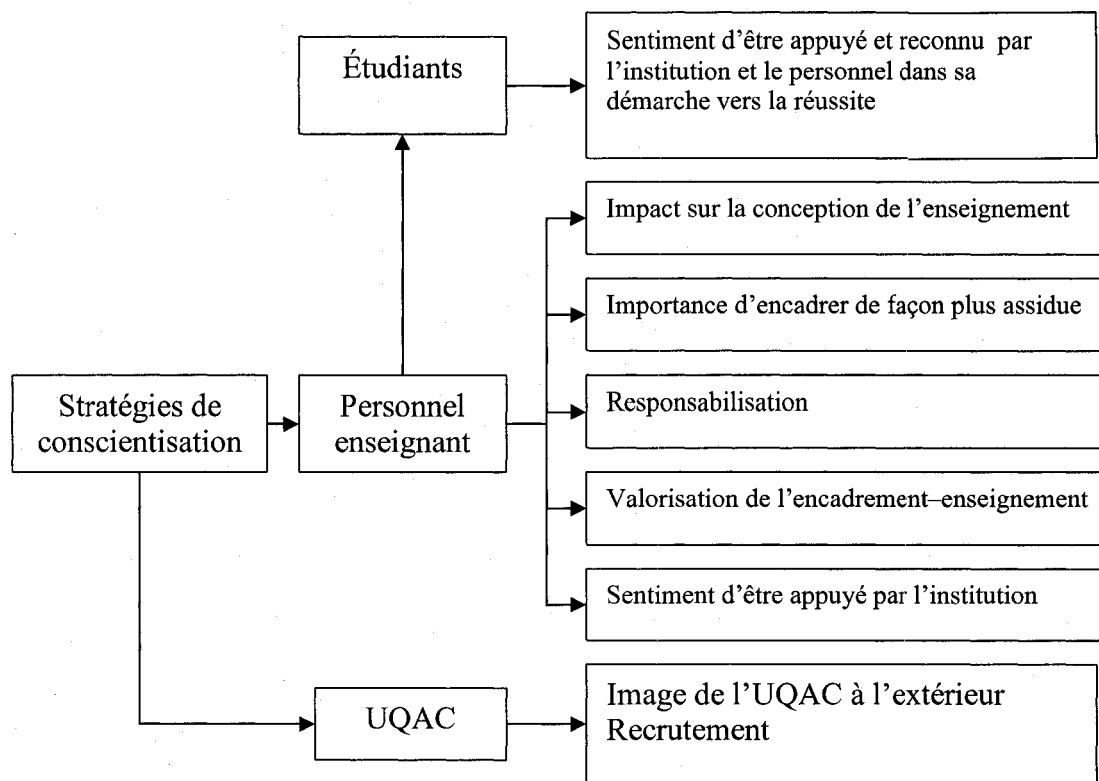 Étudiants
Sentiment d'être appuyé et reconnu par
l'institution et le personnel dans sa
démarche vers la réussite
Impact sur la conception de l'enseignement
Importance d'encadrer de façon plus assidue
Stratégies de
conscientisation
Personnel
enseignant
Responsabilisation
Valorisation de l'encadrement–enseignement
Sentiment d'être appuyé par l'institution
UQAC
Image de l'UQAC à l'extérieur
Recrutement